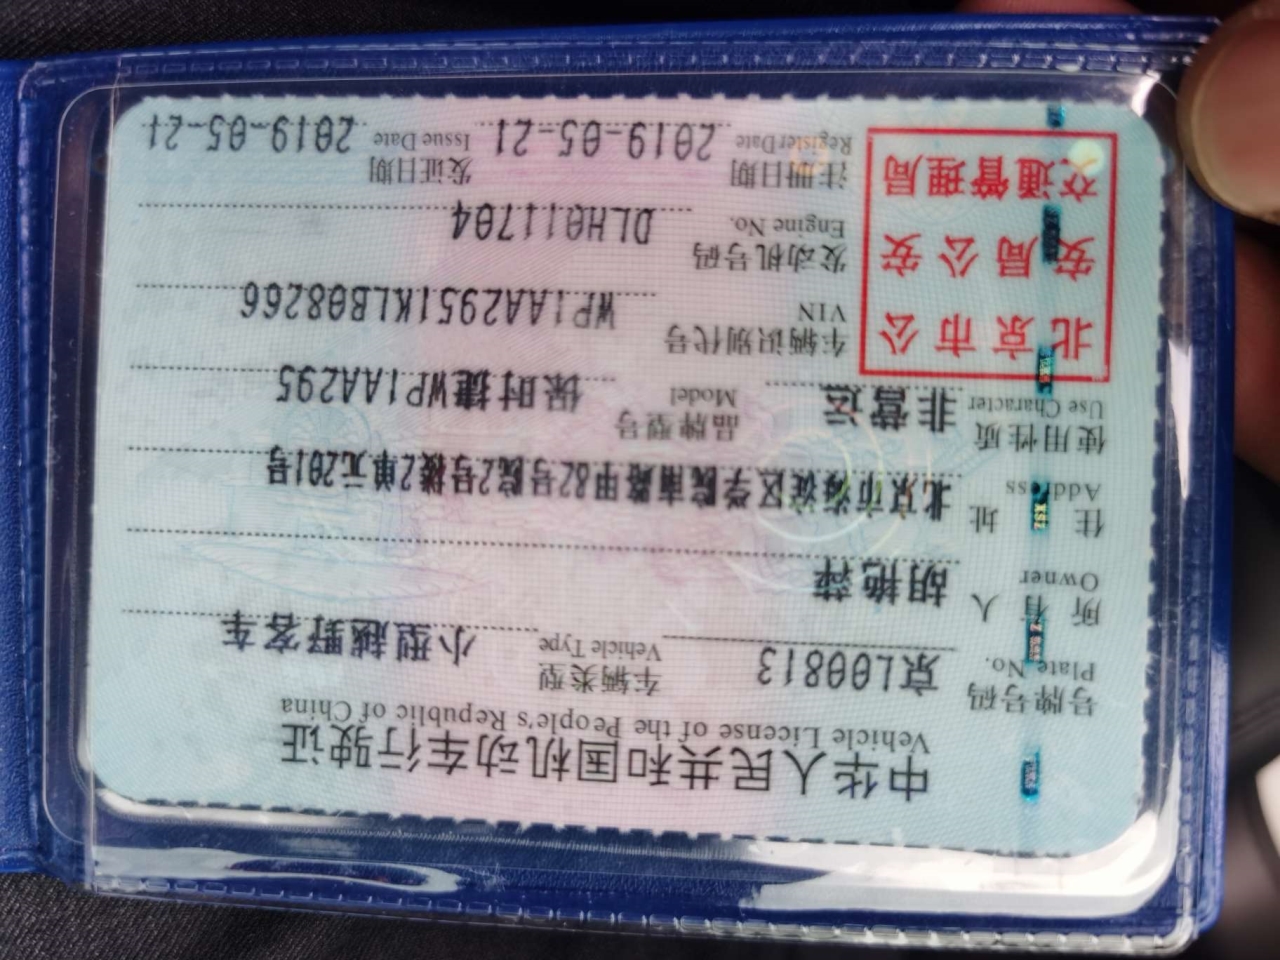 中华人民共和国机动车行驶证
Vehicle License of the People's Republic of China
号牌号码 京L00813 车辆类型 小型越野客车
Plate No. Vehicle Type
所有人 胡艳萍
Owner
住址 北京市海淀区学院南路甲82号院2号楼2单元201号
Address
使用性质 非营运 品牌型号 保时捷WP1AA295
Use Character Model
北京市公
安局公安
交通管理局
车辆识别代号 WP1AA2951KLB08266
VIN
发动机号码 DLH011704
Engine No.
注册日期 2019-05-21 发证日期 2019-05-21
Register Date Issue Date